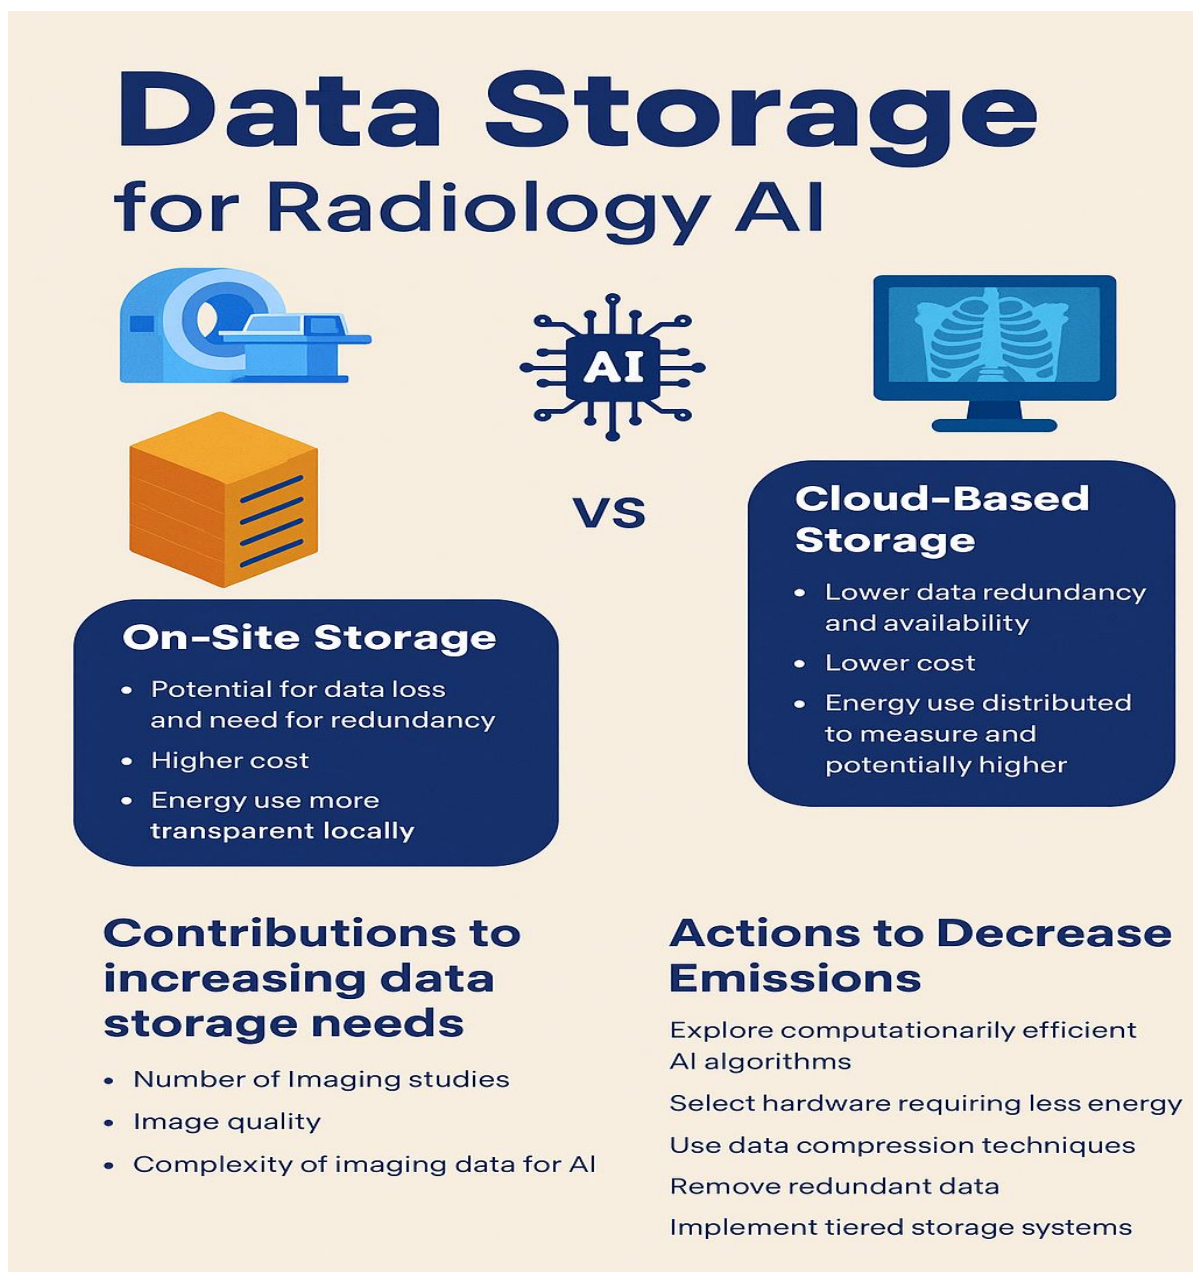 Data Storage
for Radiology AI
AI
vs
On-Site Storage
• Potential for data loss
and need for redundancy
• Higher cost
• Energy use more
transparent locally
Cloud-Based
Storage
• Lower data redundancy
and availability
• Lower cost
• Energy use distributed
to measure and
potentially higher
Contributions to
increasing data
storage needs
• Number of Imaging studies
• Image quality
• Complexity of imaging data for AI
Actions to Decrease
Emissions
Explore computationarily efficient
AI algorithms
Select hardware requiring less energy
Use data compression techniques
Remove redundant data
Implement tiered storage systems